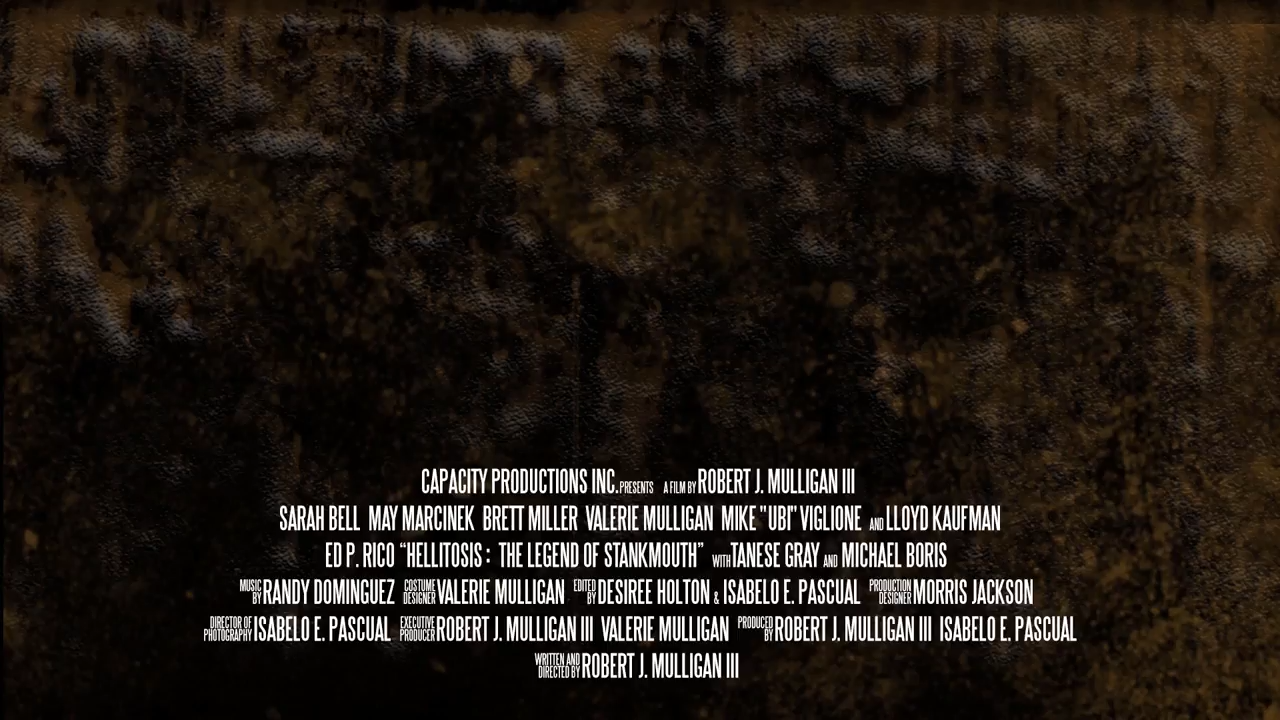 CAPACITY PRODUCTIONS INC. PRESENTS A FILM BY ROBERT J. MULLIGAN III
SARAH BELL MAY MARCINEK BRETT MILLER VALERIE MULLIGAN MIKE "UBI" VIGLIONE AND LLOYD KAUFMAN
ED P. RICO “HELLITOSIS: THE LEGEND OF STANKMOUTH” WITH TANESE GRAY AND MICHAEL BORIS
MUSIC BY RANDY DOMINGUEZ COSTUME DESIGNER VALERIE MULLIGAN EDITED BY DESIREE HOLTON & ISABELO E. PASCUAL PRODUCTION DESIGNER MORRIS JACKSON
DIRECTOR OF PHOTOGRAPHY ISABELO E. PASCUAL EXECUTIVE PRODUCER ROBERT J. MULLIGAN III VALERIE MULLIGAN PRODUCED BY ROBERT J. MULLIGAN III ISABELO E. PASCUAL
WRITTEN AND DIRECTED BY ROBERT J. MULLIGAN III